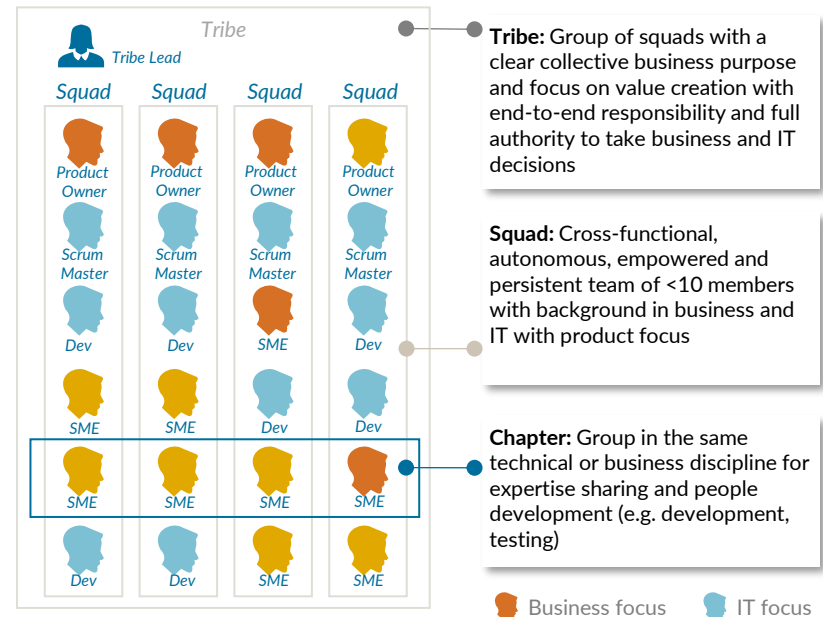 Tribe
Tribe Lead
Squad Squad Squad Squad
Product Owner
Product Owner
Product Owner
Product Owner
Scrum Master
Scrum Master
Scrum Master
Scrum Master
Dev Dev SME Dev
SME SME Dev Dev
SME SME SME SME
Dev Dev SME SME
Tribe: Group of squads with a
clear collective business purpose
and focus on value creation with
end-to-end responsibility and full
authority to take business and IT
decisions
Squad: Cross-functional,
autonomous, empowered and
persistent team of <10 members
with background in business and
IT with product focus
Chapter: Group in the same
technical or business discipline for
expertise sharing and people
development (e.g. development,
testing)
Business focus
IT focus